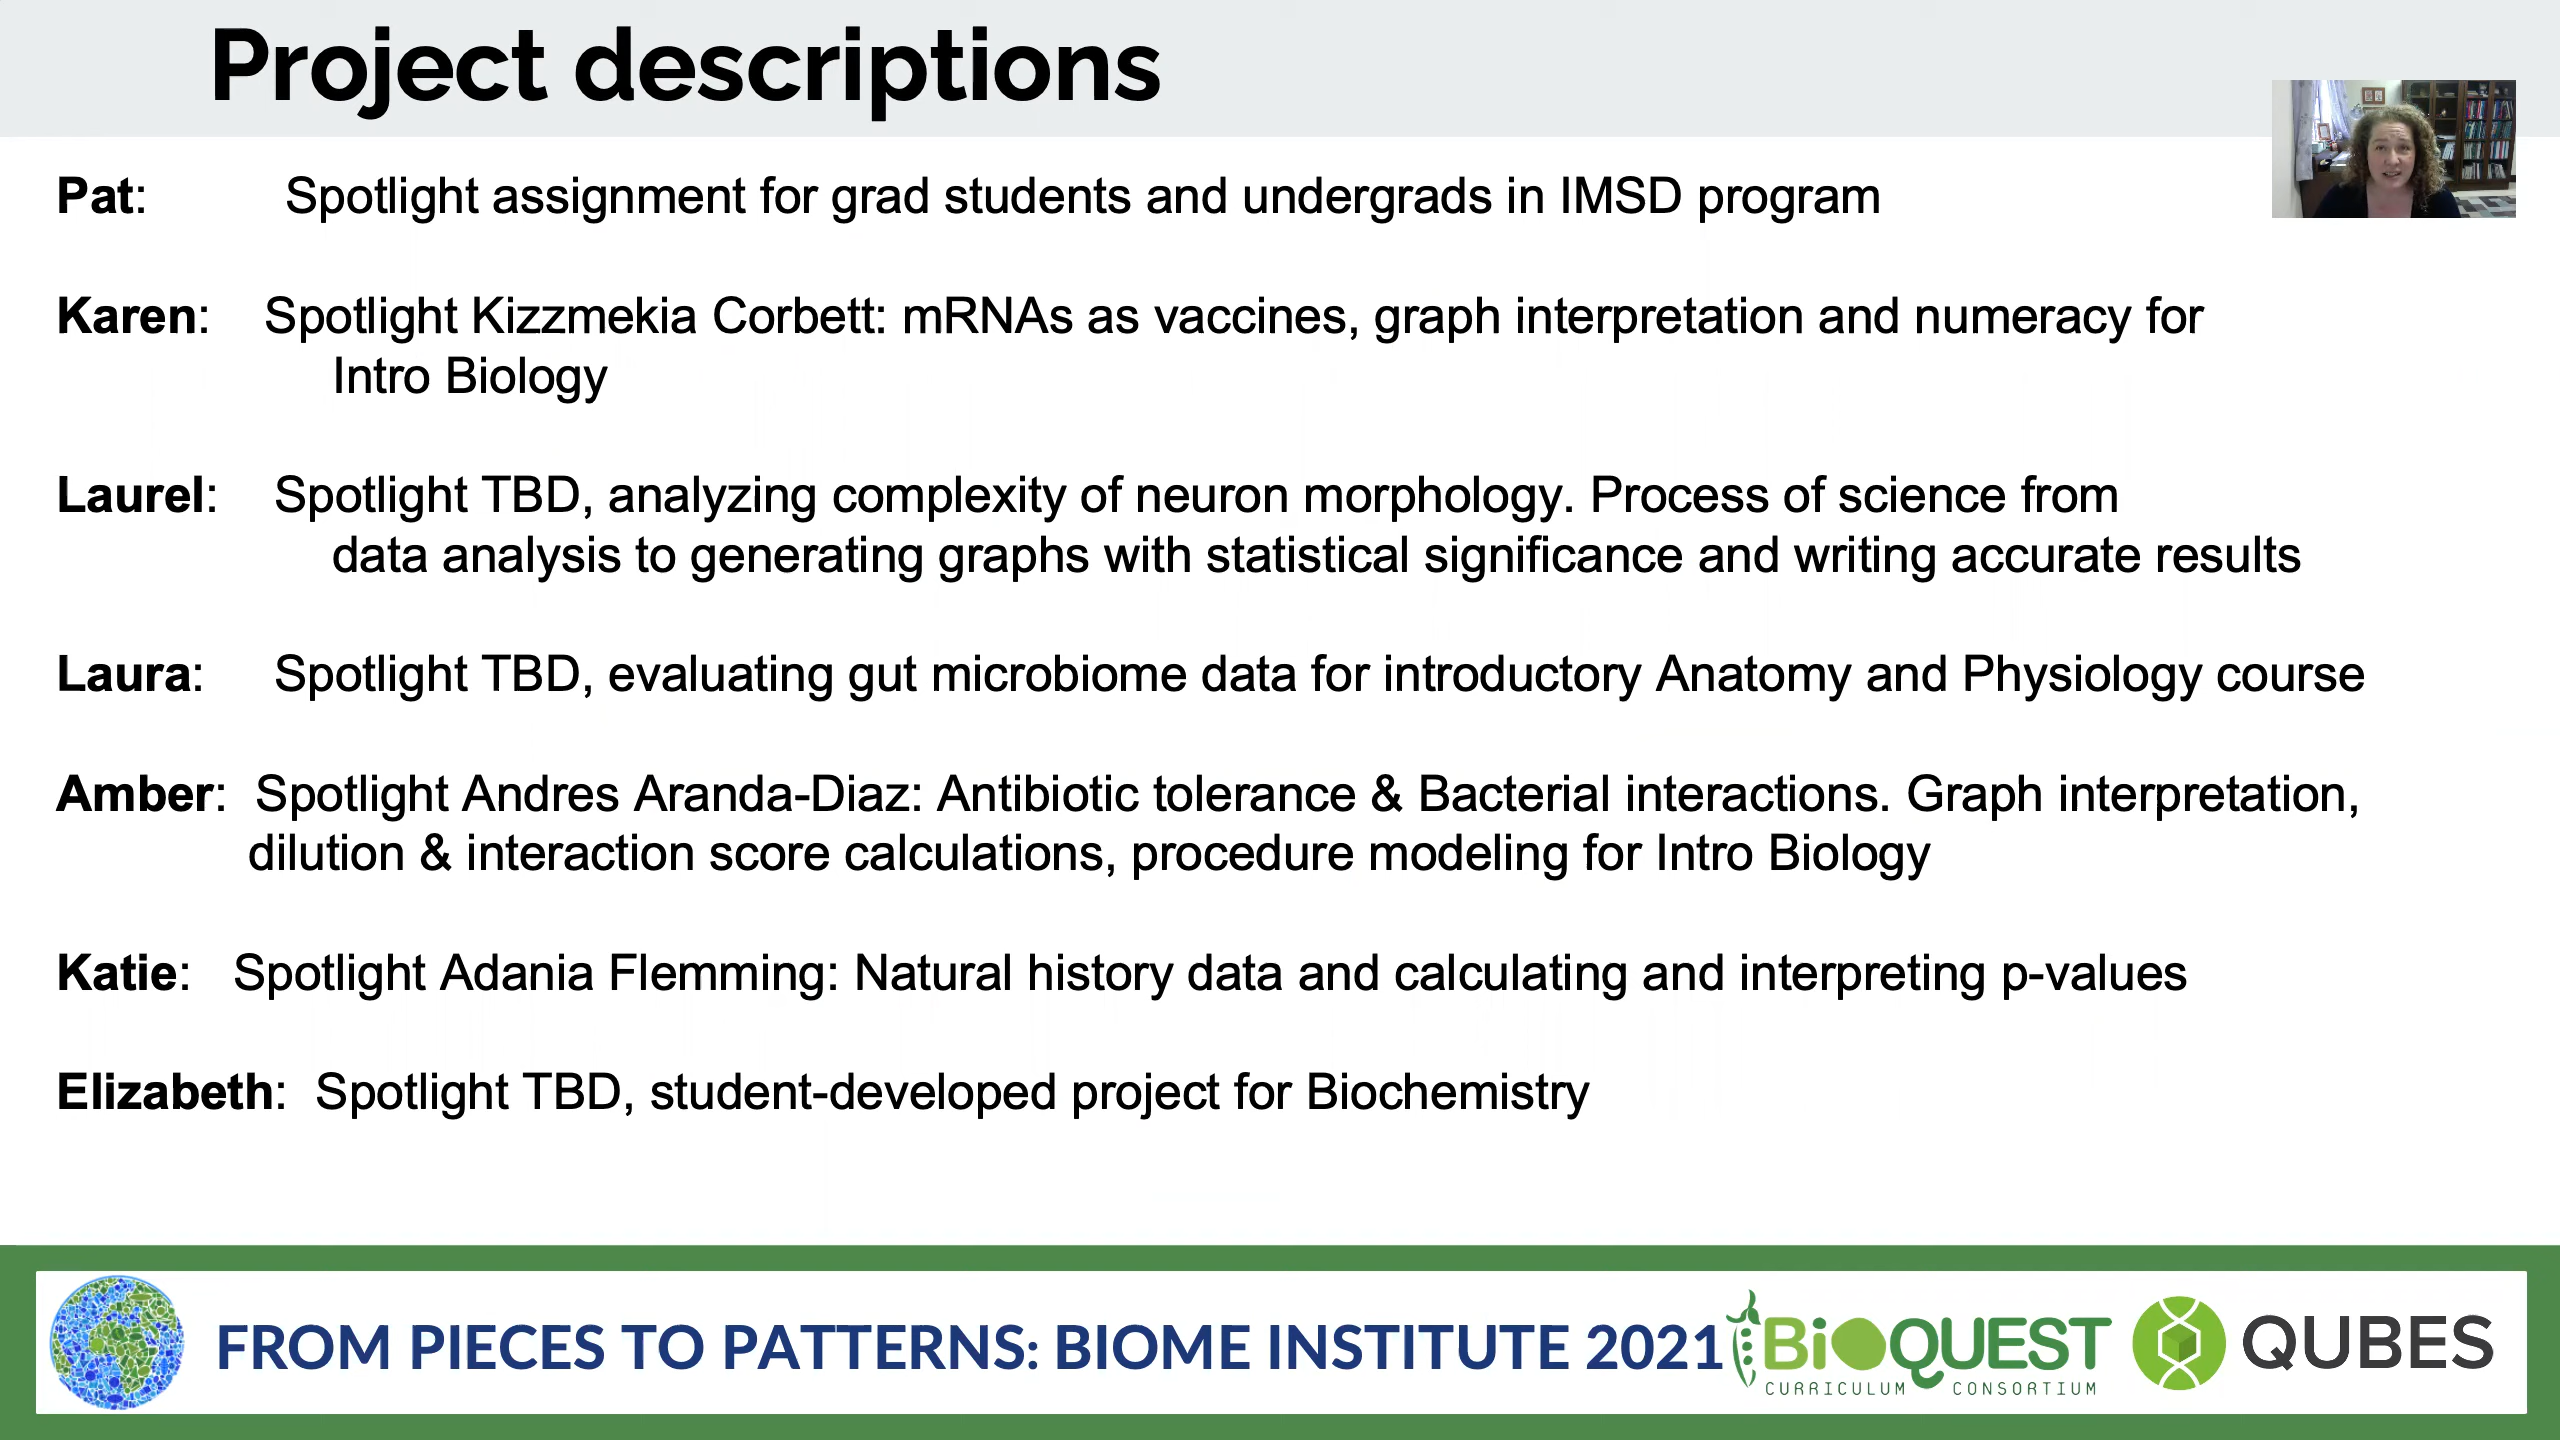 Project descriptions
Pat: Spotlight assignment for grad students and undergrads in IMSD program
Karen: Spotlight Kizzmekia Corbett: mRNAs as vaccines, graph interpretation and numeracy for
Intro Biology
Laurel: Spotlight TBD, analyzing complexity of neuron morphology. Process of science from
data analysis to generating graphs with statistical significance and writing accurate results
Laura: Spotlight TBD, evaluating gut microbiome data for introductory Anatomy and Physiology course
Amber: Spotlight Andres Aranda-Diaz: Antibiotic tolerance & Bacterial interactions. Graph interpretation,
dilution & interaction score calculations, procedure modeling for Intro Biology
Katie: Spotlight Adania Flemming: Natural history data and calculating and interpreting p-values
Elizabeth: Spotlight TBD, student-developed project for Biochemistry
FROM PIECES TO PATTERNS: BIOME INSTITUTE 2021
BiOQUEST
CURRICULUM CONSORTIUM
QUBES